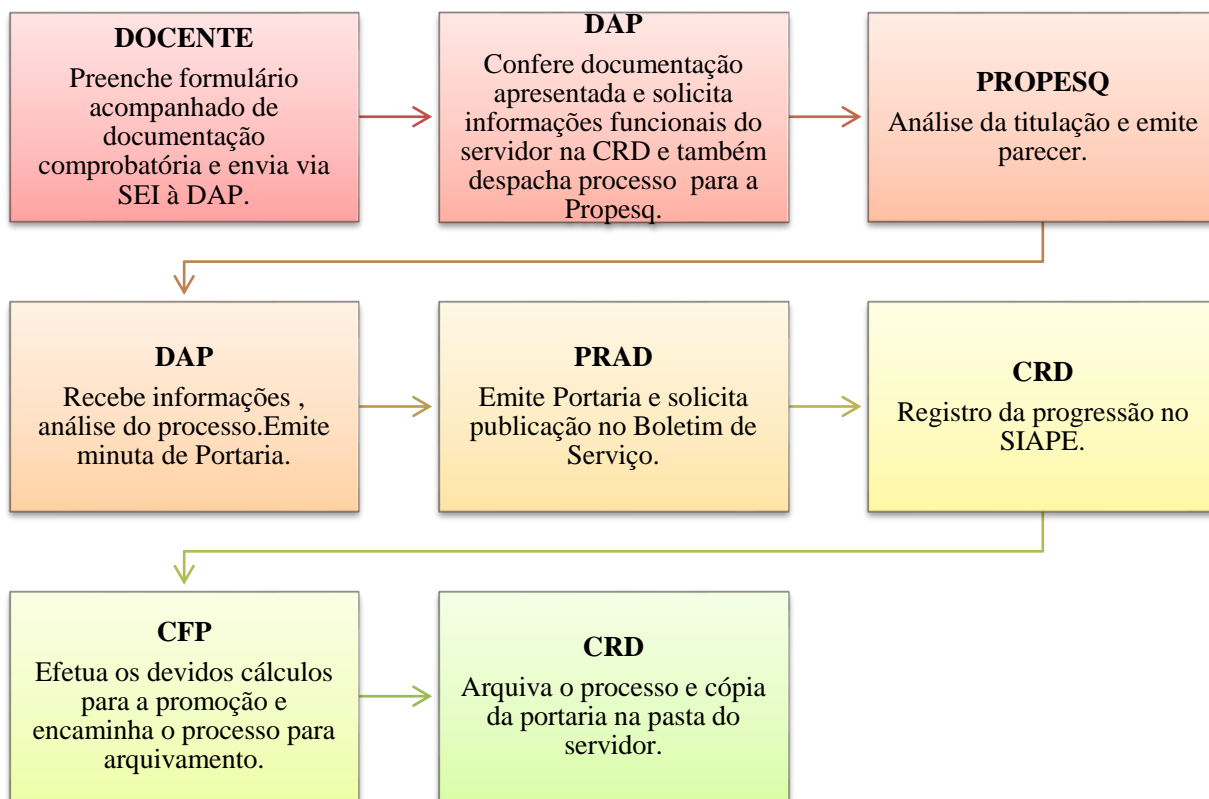 DOCENTE
Preenche formulário
acompanhado de
documentação
comprobatória e envia via
SEI à DAP.
DAP
Confere documentação
apresentada e solicita
informações funcionais do
servidor na CRD e também
despacha processo para a
Propesq.
PROPESQ
Análise da titulação e emite
parecer.
DAP
Recebe informações ,
análise do processo.Emite
minuta de Portaria.
PRAD
Emite Portaria e solicita
publicação no Boletim de
Serviço.
CRD
Registro da progressão no
SIAPE.
CFP
Efetua os devidos cálculos
para a promoção e
encaminha o processo para
arquivamento.
CRD
Arquiva o processo e cópia
da portaria na pasta do
servidor.